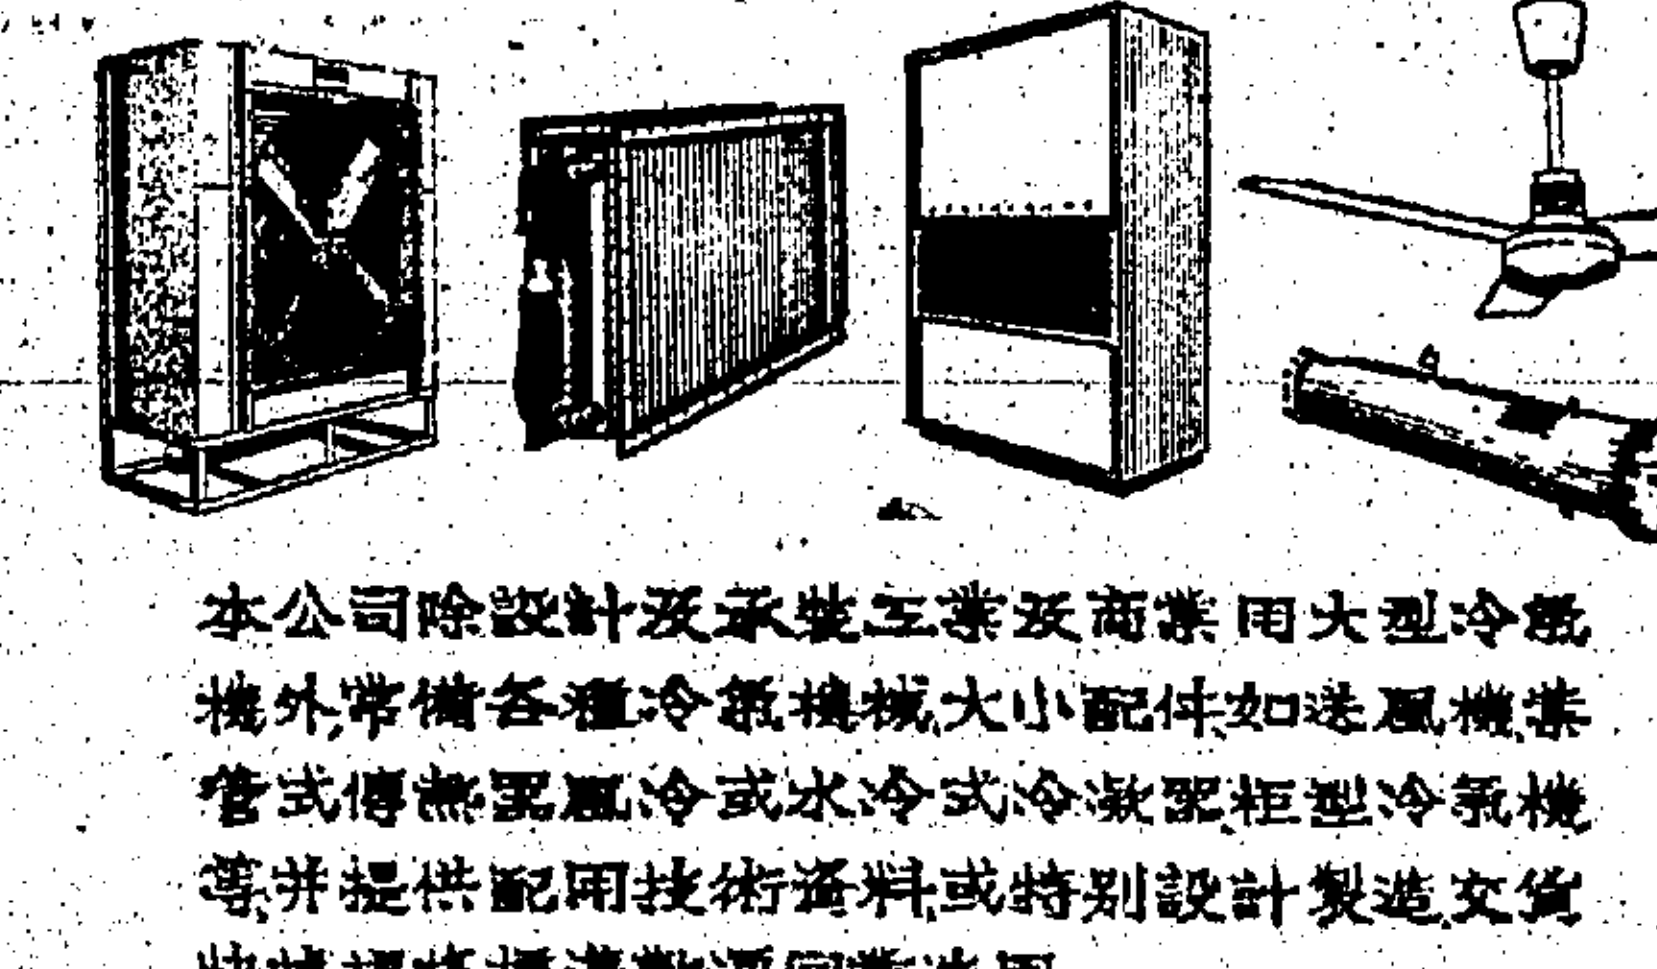 本公司除設計及承裝工業及商業用大型冷氣
機外,常備各種冷氣機械大小配件,如送風機,葉
管式傳熱器,風冷或水冷式冷凝器,柜型冷氣機
等,并提供配用技術資料,或特别設計製造,交貨